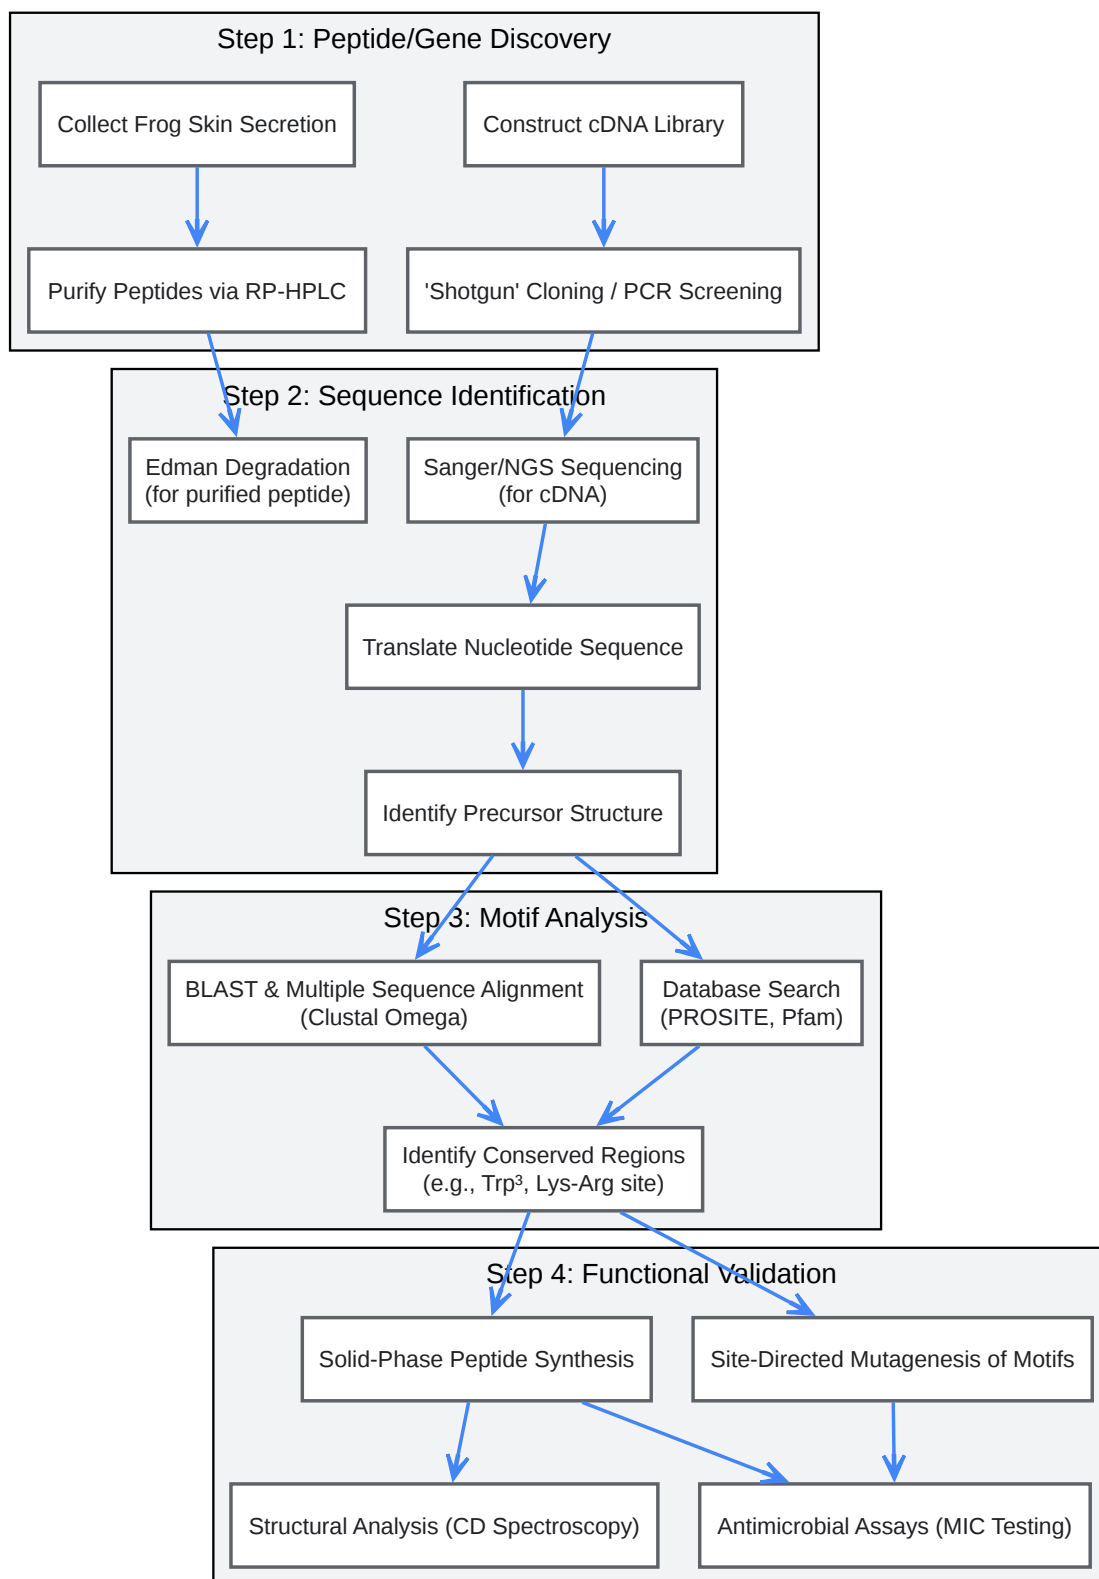 Step 1: Peptide/Gene Discovery
Collect Frog Skin Secretion
Construct cDNA Library
Purify Peptides via RP-HPLC
'Shotgun' Cloning / PCR Screening
Step 2: Sequence Identification
Edman Degradation
(for purified peptide)
Sanger/NGS Sequencing
(for cDNA)
Translate Nucleotide Sequence
Identify Precursor Structure
Step 3: Motif Analysis
BLAST & Multiple Sequence Alignment
(Clustal Omega)
Database Search
(PROSITE, Pfam)
Identify Conserved Regions
(e.g., Trp³, Lys-Arg site)
Step 4: Functional Validation
Solid-Phase Peptide Synthesis
Site-Directed Mutagenesis of Motifs
Structural Analysis (CD Spectroscopy)
Antimicrobial Assays (MIC Testing)